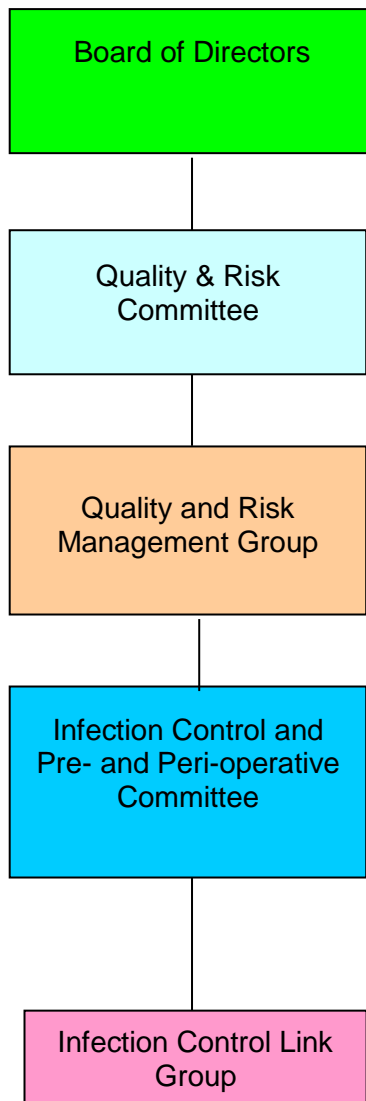 Board of Directors
Quality & Risk
Committee
Quality and Risk
Management Group
Infection Control and
Pre- and Peri-operative
Committee
Infection Control Link
Group